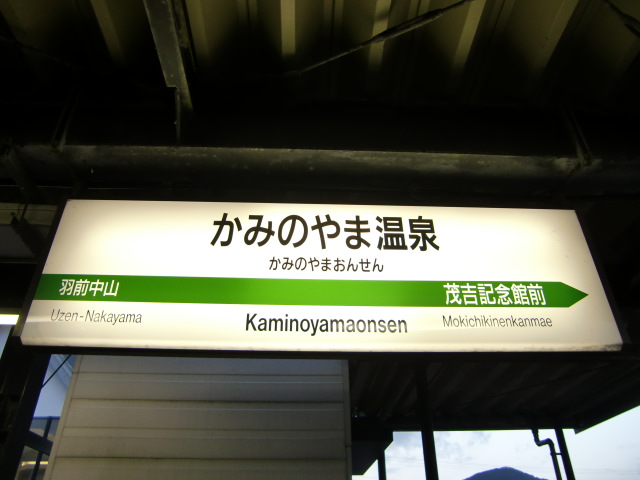 かみのやま温泉
かみのやまおんせん
羽前中山 茂吉記念館前
Uzen-Nakayama Kaminoyamaonsen Mokichikinenkanmae